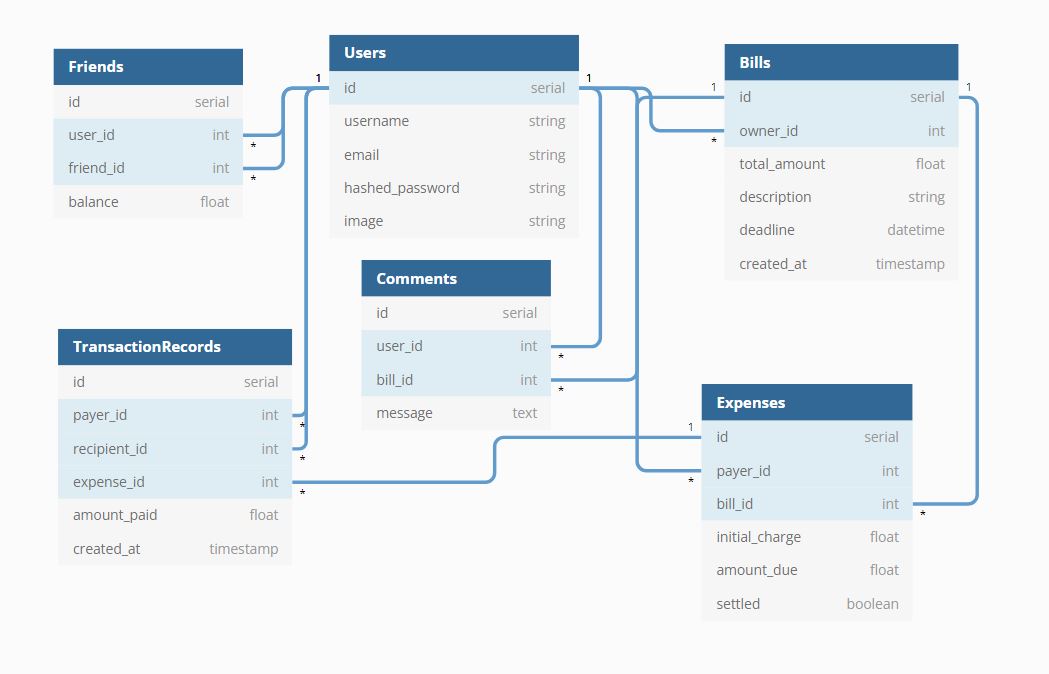 Friends
id serial
user_id int
friend_id int
balance float
*
*
Users
id serial
username string
email string
hashed_password string
image string
1
1
Bills
id serial
owner_id int
total_amount float
description string
deadline datetime
created_at timestamp
1
1
*
Comments
id serial
user_id int
bill_id int
message text
*
*
TransactionRecords
id serial
payer_id int
recipient_id int
expense_id int
amount_paid float
created_at timestamp
*
*
*
Expenses
id serial
payer_id int
bill_id int
initial_charge float
amount_due float
settled boolean
1
*
*